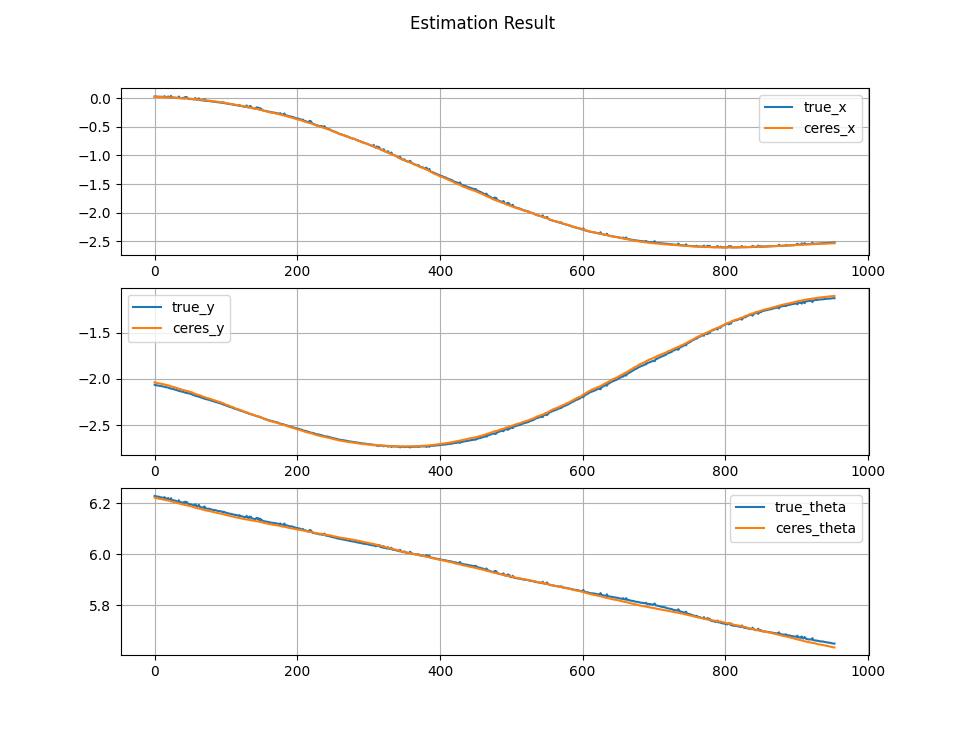 Estimation Result
0.0
−0.5
−1.0
−1.5
−2.0
−2.5
true_x
ceres_x
0 200 400 600 800 1000
−1.5
−2.0
−2.5
true_y
ceres_y
0 200 400 600 800 1000
6.2
6.0
5.8
true_theta
ceres_theta
0 200 400 600 800 1000